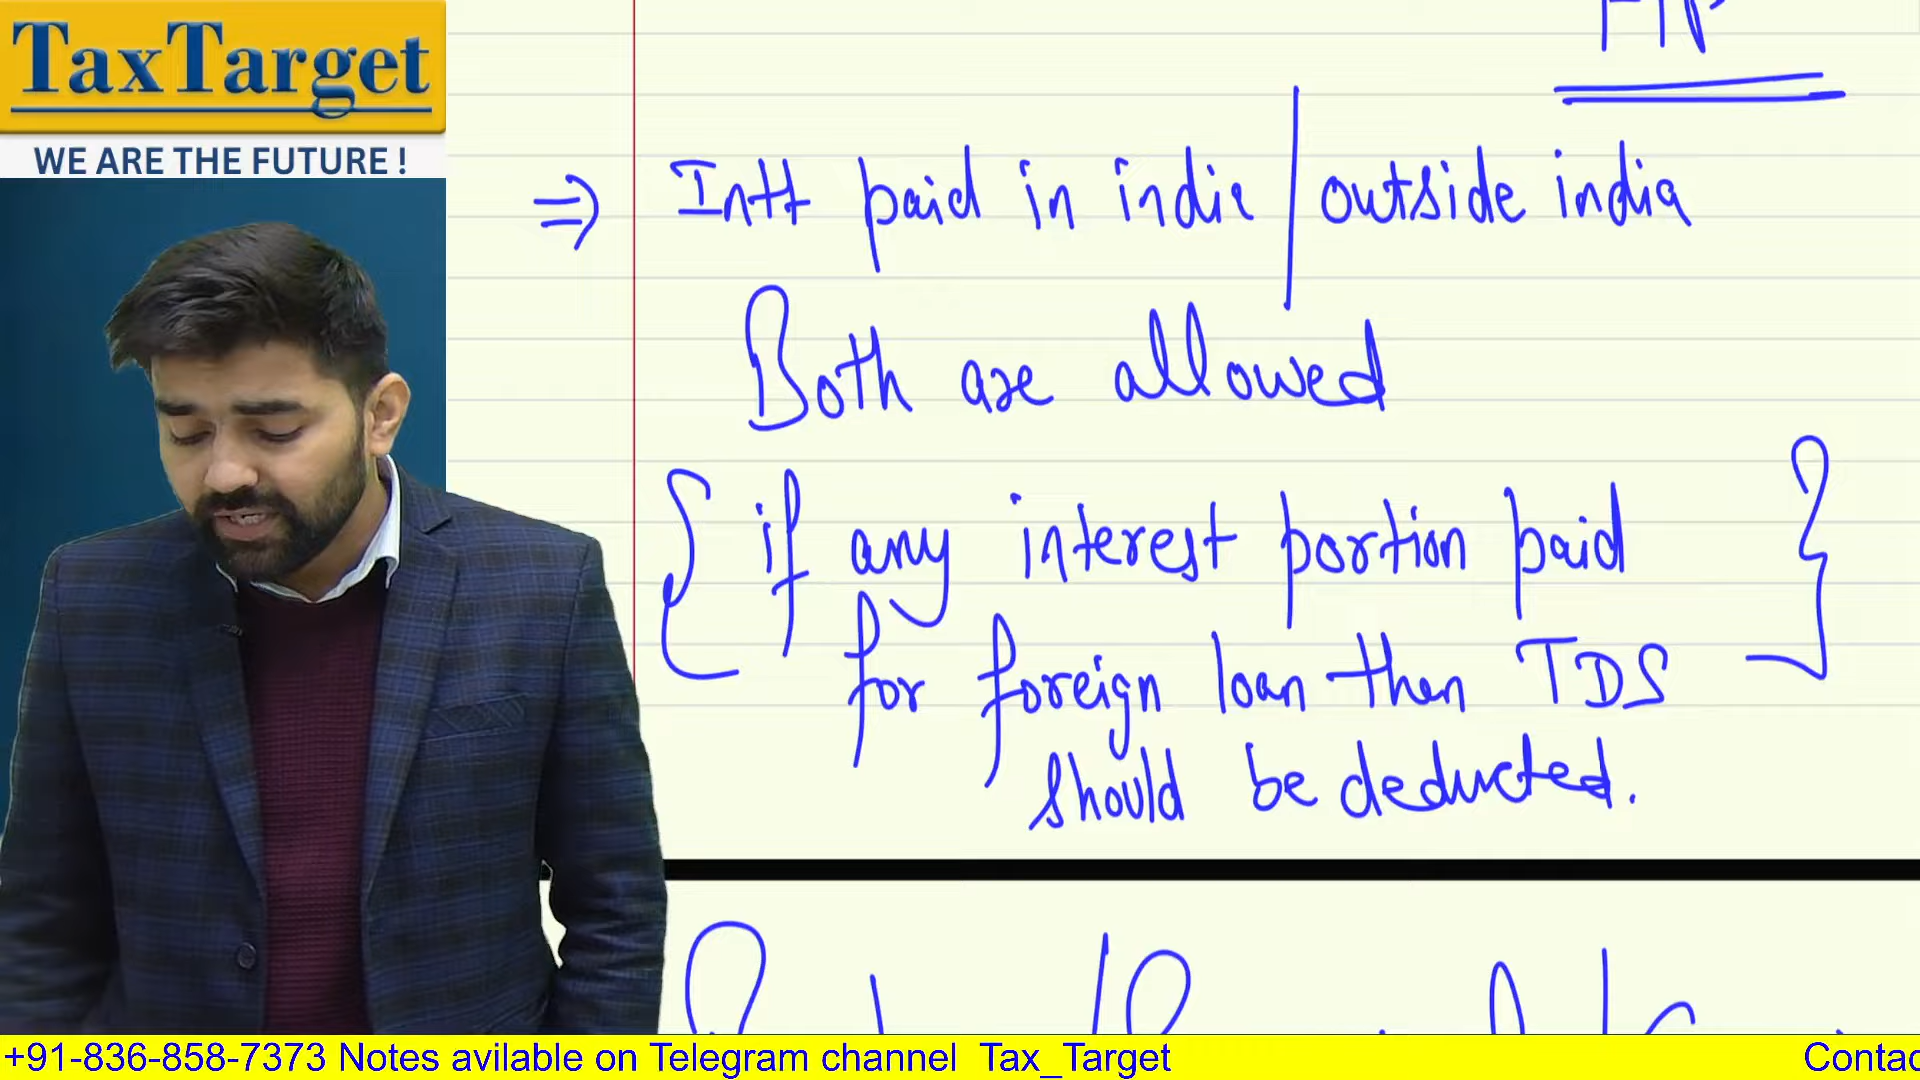 TaxTarget
WE ARE THE FUTURE !
⇒ Intt paid in india | outside india
Both are allowed
{ if any interest portion paid
for foreign loan then TDS
should be deducted. }
+91-836-858-7373 Notes avilable on Telegram channel Tax_Target